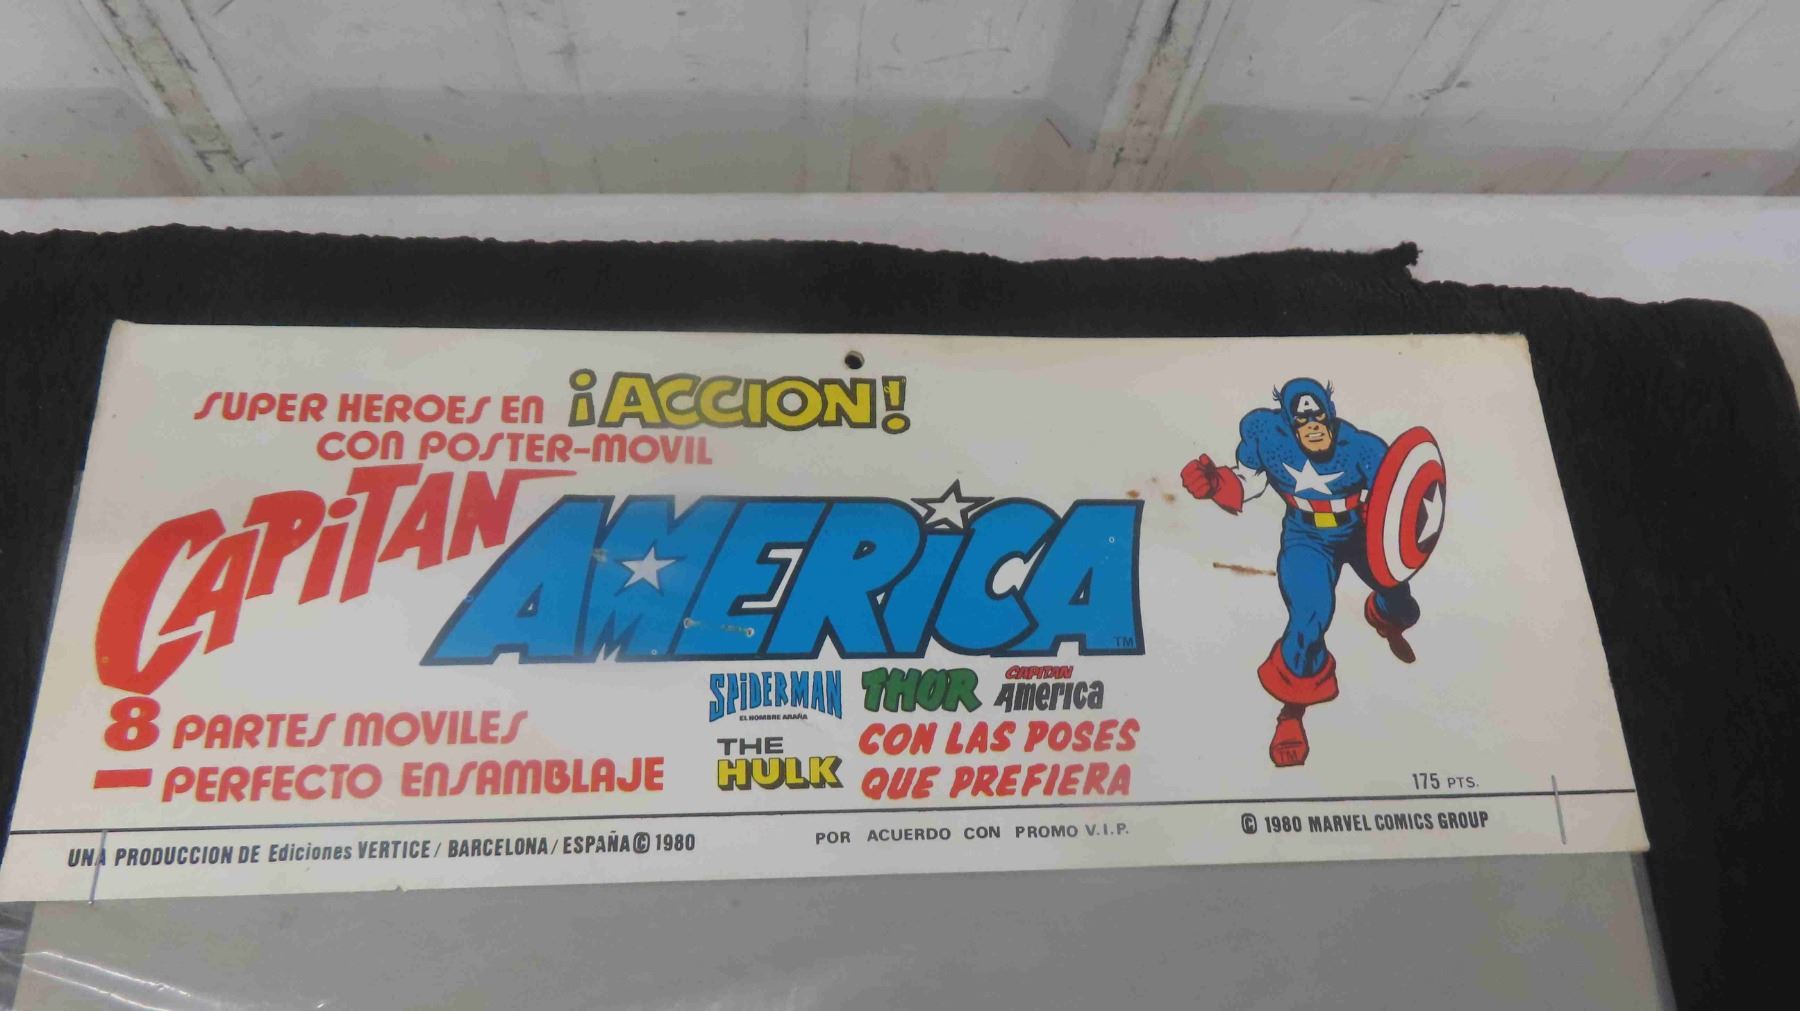 SUPER HEROES EN ¡ACCION!
CON POSTER-MOVIL
CAPITAN AMERICA TM
8 PARTES MOVILES
- PERFECTO ENSAMBLAJE
SPIDERMAN
EL HOMBRE ARAÑA
THOR
CAPITAN
America
THE
HULK
CON LAS POSES
QUE PREFIERA
A
TM
175 PTS.
UNA PRODUCCION DE Ediciones VERTICE / BARCELONA / ESPAÑA © 1980
POR ACUERDO CON PROMO V.I.P.
© 1980 MARVEL COMICS GROUP